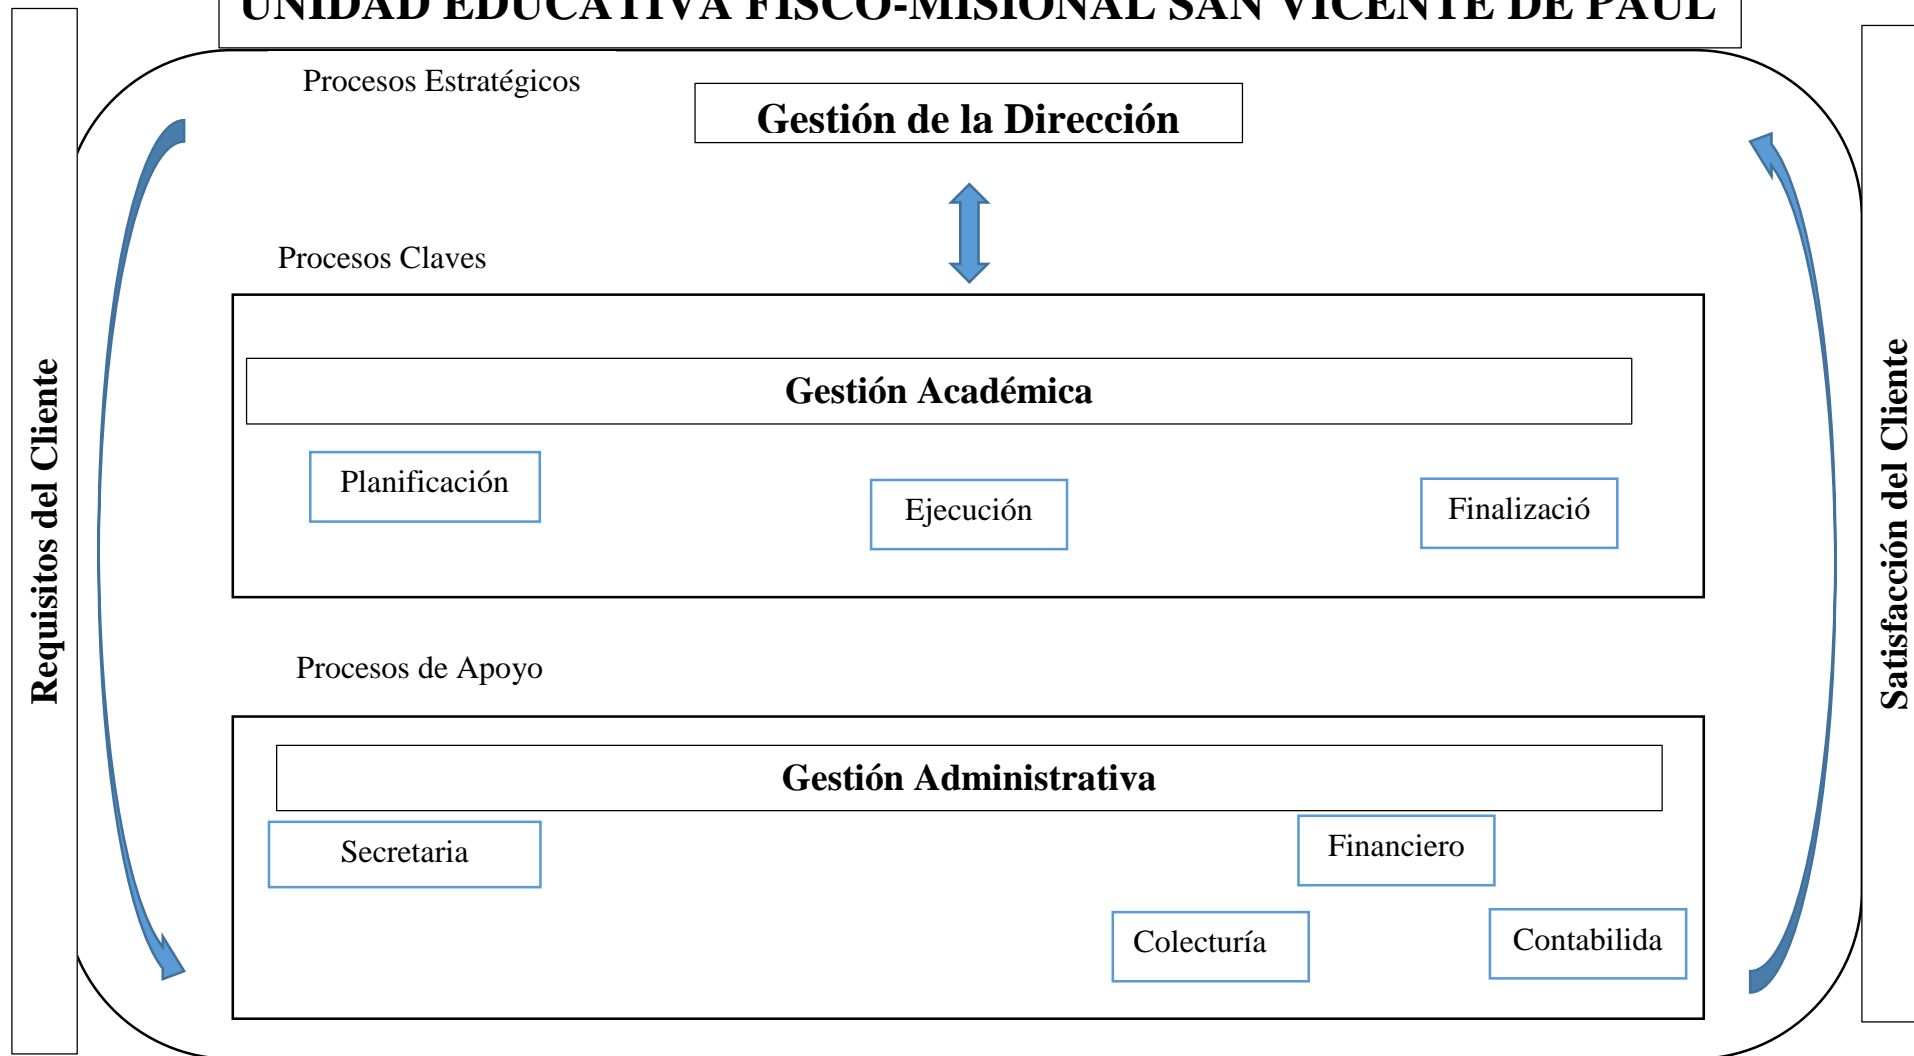 UNIDAD EDUCATIVA FISCO-MISIONAL SAN VICENTE DE PAUL
Procesos Estratégicos
Gestión de la Dirección
Procesos Claves
Gestión Académica
Planificación
Ejecución
Finalizació
Procesos de Apoyo
Gestión Administrativa
Secretaria
Financiero
Colecturía
Contabilida
Requisitos del Cliente
Satisfacción del Cliente